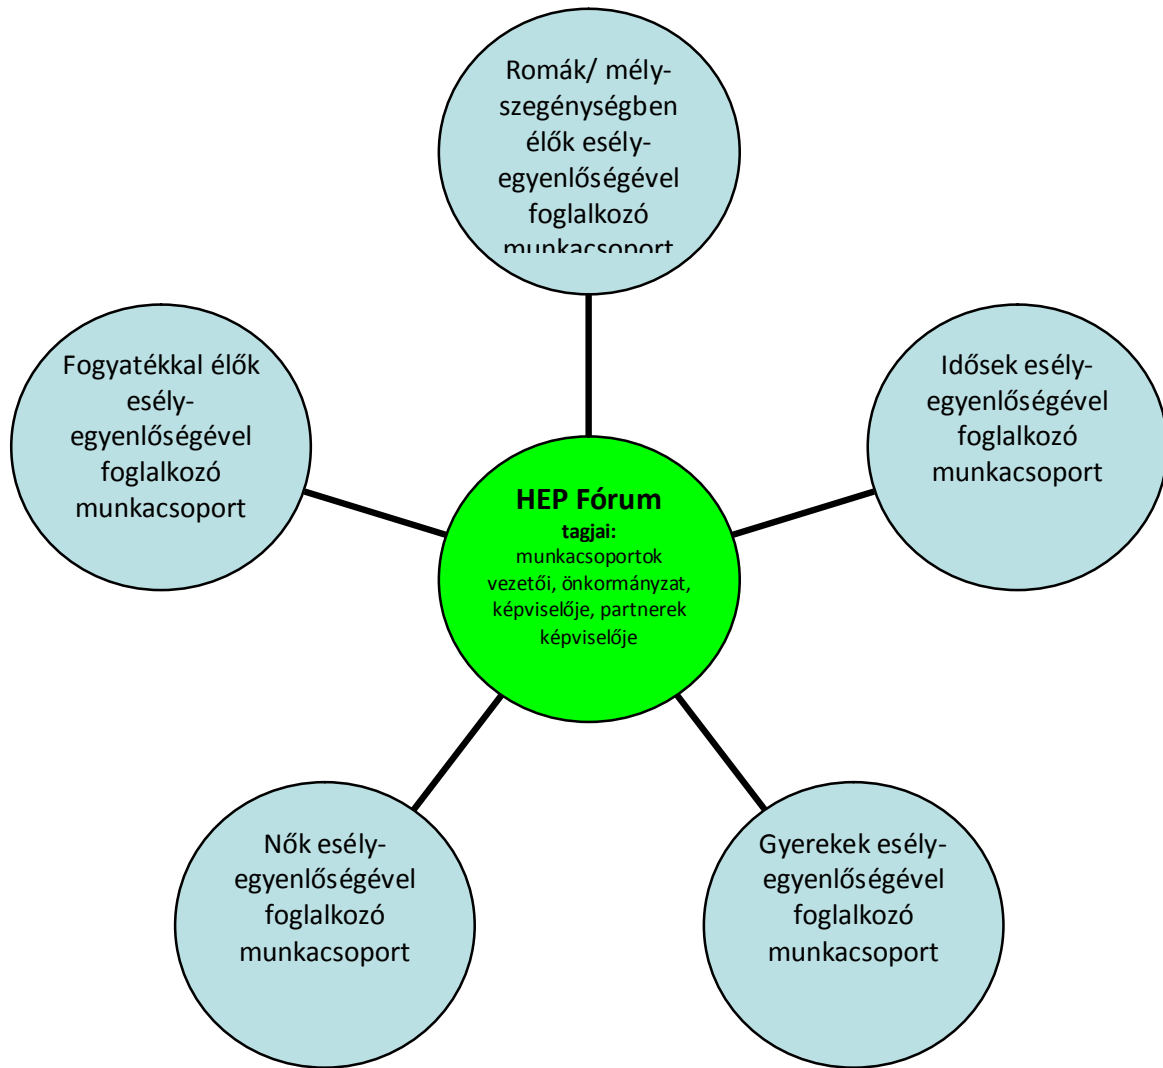 Romák/ mély-
szegénységben
élők esély-
egyenlőségével
foglalkozó
munkacsoport
Fogyatékkal élők
esély-
egyenlőségével
foglalkozó
munkacsoport
Idősek esély-
egyenlőségével
foglalkozó
munkacsoport
HEP Fórum
tagjai:
munkacsoportok
vezetői, önkormányzat,
képviselője, partnerek
képviselője
Nők esély-
egyenlőségével
foglalkozó
munkacsoport
Gyerekek esély-
egyenlőségével
foglalkozó
munkacsoport